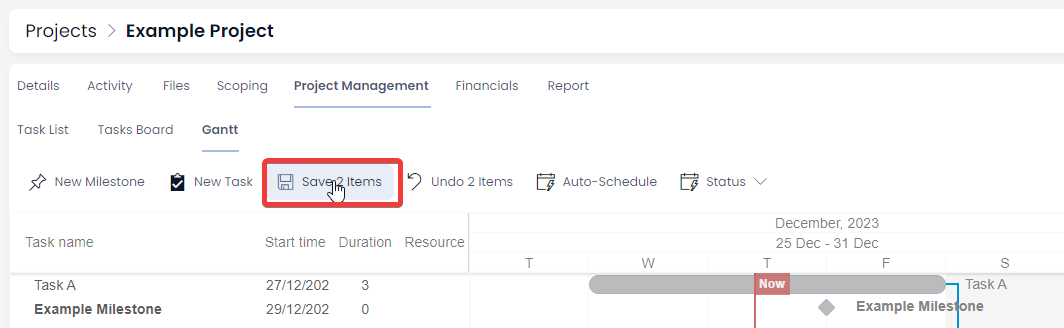 Projects > Example Project
Details Activity Files Scoping Project Management Financials Report
Task List Tasks Board Gantt
New Milestone New Task Save 2 Items Undo 2 Items Auto-Schedule Status
December, 2023
Task name Start time Duration Resource 25 Dec - 31 Dec
T W T F S
Task A 27/12/202 3 Now Task A
Example Milestone 29/12/202 0 Example Milestone